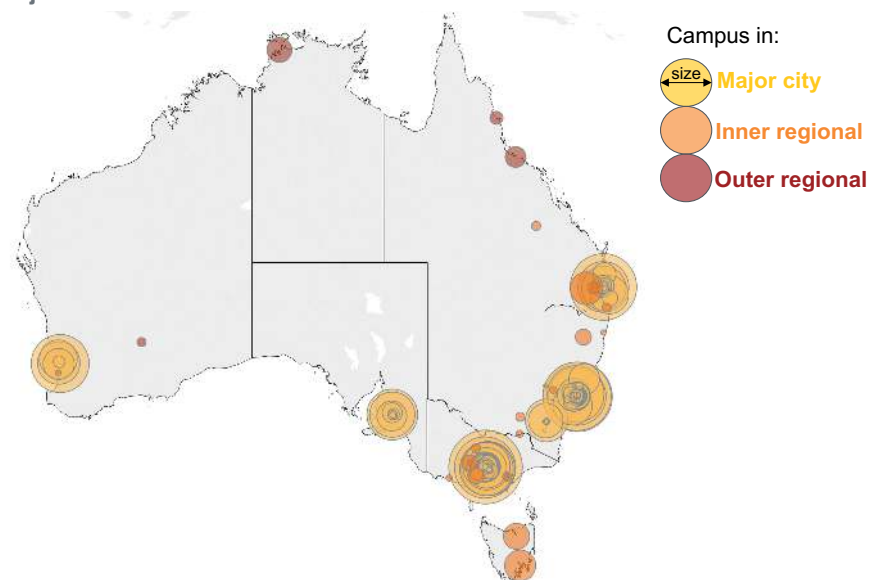 Campus in:
size
Major city
Inner regional
Outer regional